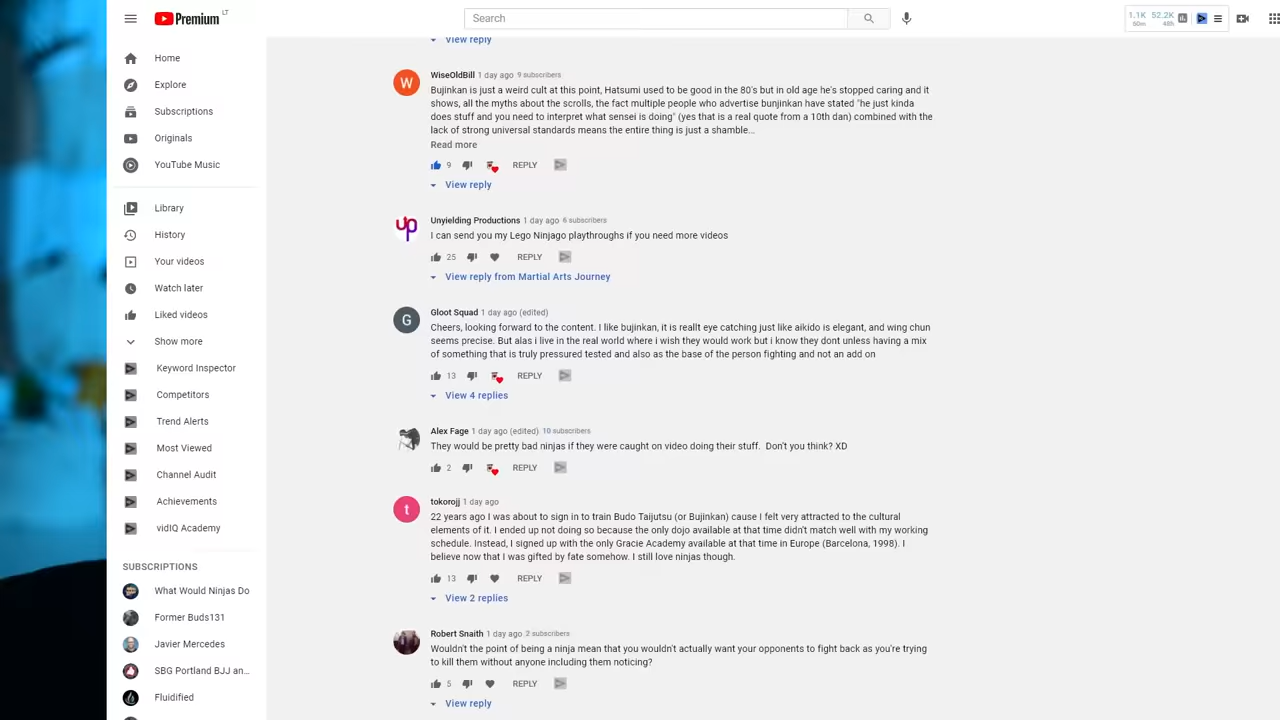 Premium LT
Search
1.1K 52.2K
60m 48h
View reply
Home
Explore
Subscriptions
Originals
YouTube Music
Library
History
Your videos
Watch later
Liked videos
Show more
Keyword Inspector
Competitors
Trend Alerts
Most Viewed
Channel Audit
Achievements
vidIQ Academy
SUBSCRIPTIONS
What Would Ninjas Do
Former Buds131
Javier Mercedes
SBG Portland BJJ an...
Fluidified
W
WiseOldBill 1 day ago 9 subscribers
Bujinkan is just a weird cult at this point, Hatsumi used to be good in the 80's but in old age he's stopped caring and it
shows, all the myths about the scrolls, the fact multiple people who advertise bunjinkan have stated "he just kinda
does stuff and you need to interpret what sensei is doing" (yes that is a real quote from a 10th dan) combined with the
lack of strong universal standards means the entire thing is just a shamble...
Read more
9 REPLY
View reply
up
Unyielding Productions 1 day ago 6 subscribers
I can send you my Lego Ninjago playthroughs if you need more videos
25 REPLY
View reply from Martial Arts Journey
G
Gloot Squad 1 day ago (edited)
Cheers, looking forward to the content. I like bujinkan, it is reallt eye catching just like aikido is elegant, and wing chun
seems precise. But alas i live in the real world where i wish they would work but i know they dont unless having a mix
of something that is truly pressured tested and also as the base of the person fighting and not an add on
13 REPLY
View 4 replies
Alex Fage 1 day ago (edited) 10 subscribers
They would be pretty bad ninjas if they were caught on video doing their stuff. Don't you think? XD
2 REPLY
t
tokorojj 1 day ago
22 years ago I was about to sign in to train Budo Taijutsu (or Bujinkan) cause I felt very attracted to the cultural
elements of it. I ended up not doing so because the only dojo available at that time didn't match well with my working
schedule. Instead, I signed up with the only Gracie Academy available at that time in Europe (Barcelona, 1998). I
believe now that I was gifted by fate somehow. I still love ninjas though.
13 REPLY
View 2 replies
Robert Snaith 1 day ago 2 subscribers
Wouldn't the point of being a ninja mean that you wouldn't actually want your opponents to fight back as you're trying
to kill them without anyone including them noticing?
5 REPLY
View reply